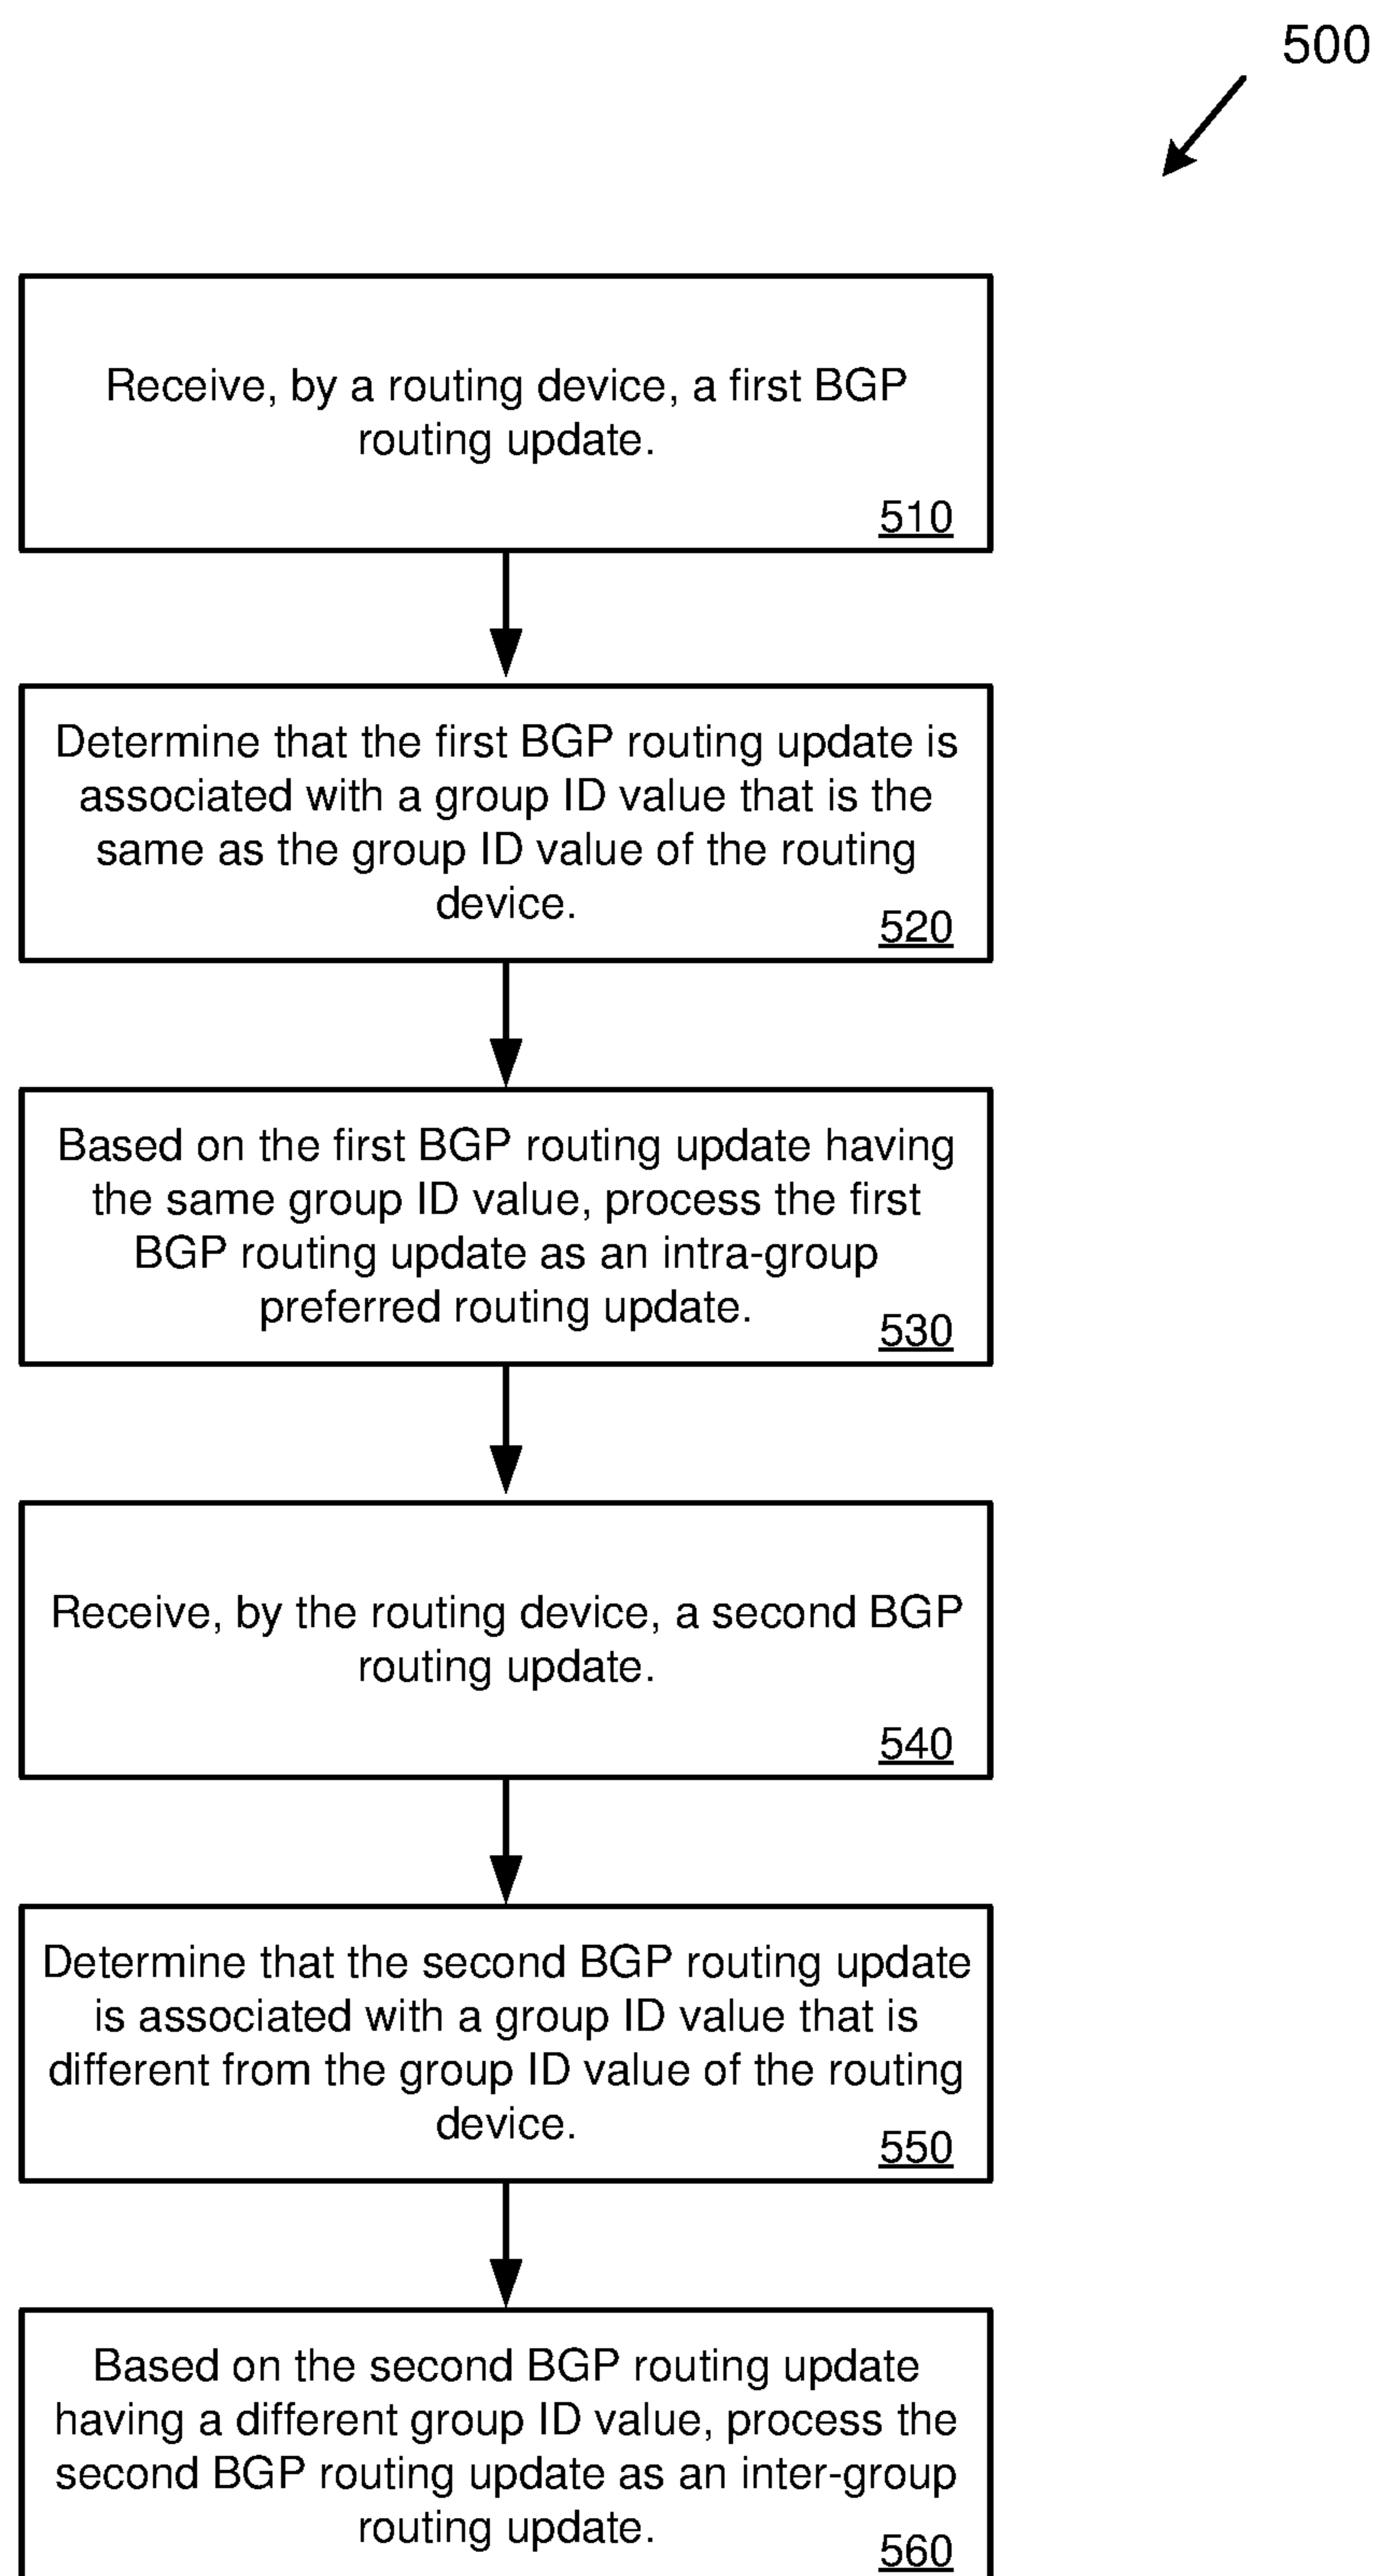 500
Receive, by a routing device, a first BGP
routing update.
510
Determine that the first BGP routing update is
associated with a group ID value that is the
same as the group ID value of the routing
device.
520
Based on the first BGP routing update having
the same group ID value, process the first
BGP routing update as an intra-group
preferred routing update.
530
Receive, by the routing device, a second BGP
routing update.
540
Determine that the second BGP routing update
is associated with a group ID value that is
different from the group ID value of the routing
device.
550
Based on the second BGP routing update
having a different group ID value, process the
second BGP routing update as an inter-group
routing update.
560